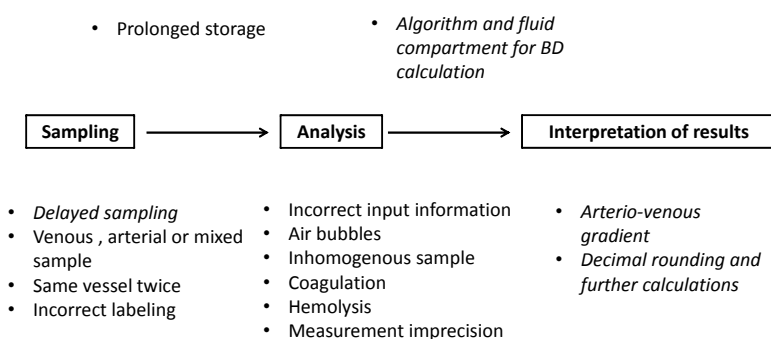 • Prolonged storage
• Algorithm and fluid
compartment for BD
calculation
Sampling
Analysis
Interpretation of results
• Delayed sampling
• Venous , arterial or mixed
sample
• Same vessel twice
• Incorrect labeling
• Incorrect input information
• Air bubbles
• Inhomogenous sample
• Coagulation
• Hemolysis
• Measurement imprecision
• Arterio-venous
gradient
• Decimal rounding and
further calculations